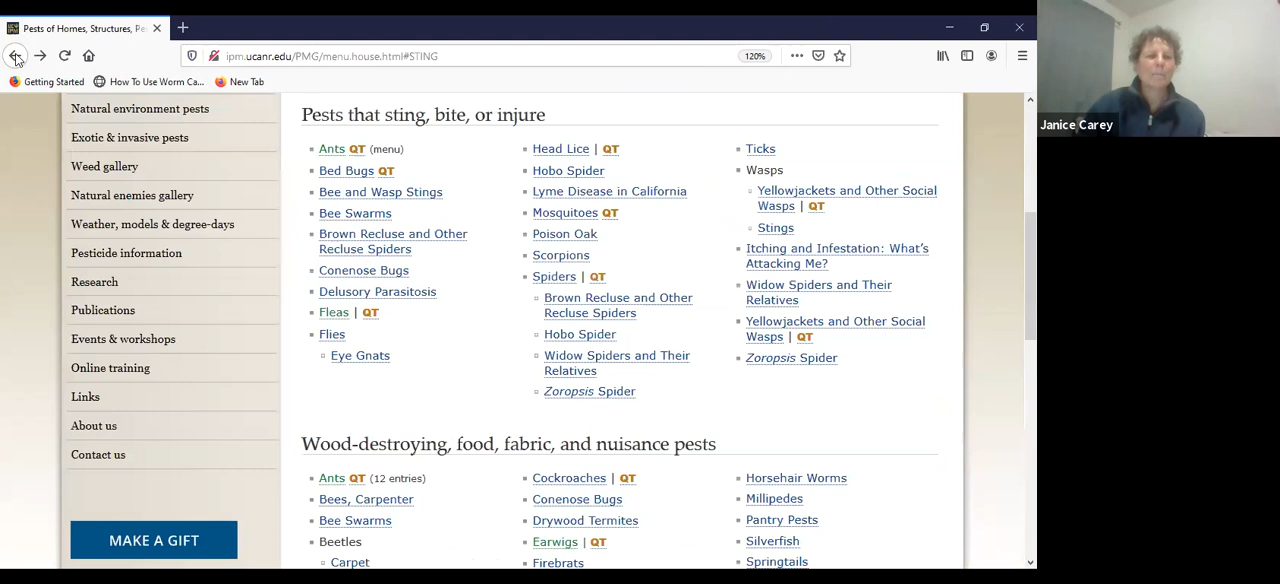 Pests of Homes, Structures, Pe
ipm.ucanr.edu/PMG/menu.house.html#STING
120%
Getting Started
How To Use Worm Ca...
New Tab
Janice Carey
Natural environment pests
Exotic & invasive pests
Weed gallery
Natural enemies gallery
Weather, models & degree-days
Pesticide information
Research
Publications
Events & workshops
Online training
Links
About us
Contact us
MAKE A GIFT
Pests that sting, bite, or injure
Ants QT (menu)
Bed Bugs QT
Bee and Wasp Stings
Bee Swarms
Brown Recluse and Other
Recluse Spiders
Conenose Bugs
Delusory Parasitosis
Fleas | QT
Flies
Eye Gnats
Head Lice | QT
Hobo Spider
Lyme Disease in California
Mosquitoes QT
Poison Oak
Scorpions
Spiders | QT
Brown Recluse and Other
Recluse Spiders
Hobo Spider
Widow Spiders and Their
Relatives
Zoropsis Spider
Ticks
Wasps
Yellowjackets and Other Social
Wasps | QT
Stings
Itching and Infestation: What's
Attacking Me?
Widow Spiders and Their
Relatives
Yellowjackets and Other Social
Wasps | QT
Zoropsis Spider
Wood-destroying, food, fabric, and nuisance pests
Ants QT (12 entries)
Bees, Carpenter
Bee Swarms
Beetles
Carpet
Cockroaches | QT
Conenose Bugs
Drywood Termites
Earwigs | QT
Firebrats
Horsehair Worms
Millipedes
Pantry Pests
Silverfish
Springtails